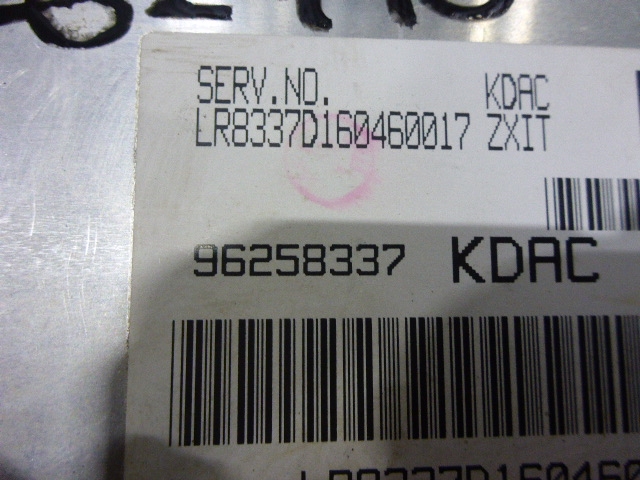 SERV.NO. KDAC
LR8337D160460017 ZXIT
96258337 KDAC